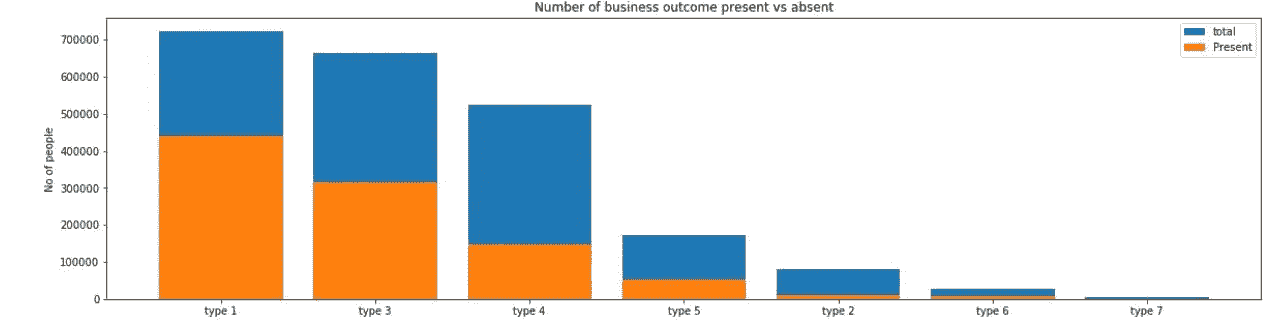 Number of business outcome present vs absent
total
Present
No of people
700000
600000
500000
400000
300000
200000
100000
0
type 1 type 3 type 4 type 5 type 2 type 6 type 7